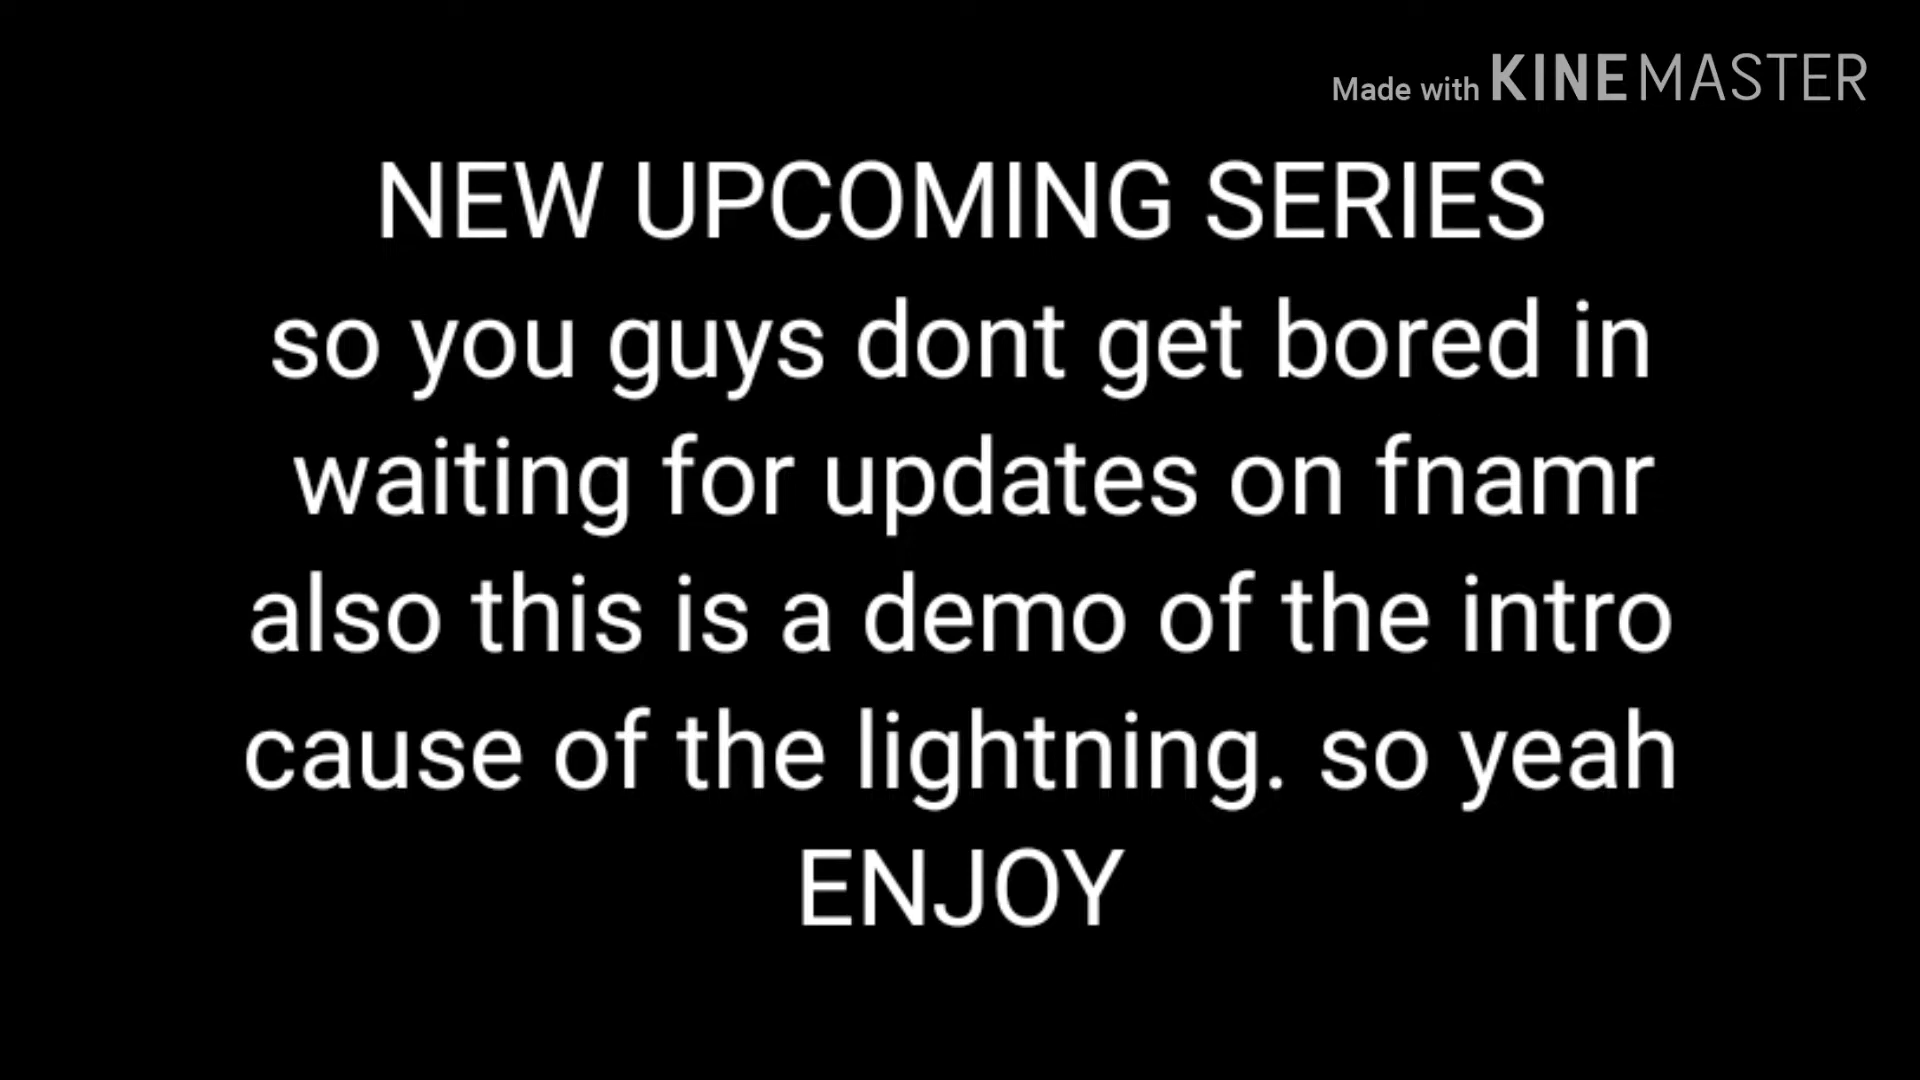 Made with KINEMASTER
NEW UPCOMING SERIES
so you guys dont get bored in
waiting for updates on fnamr
also this is a demo of the intro
cause of the lightning. so yeah
ENJOY